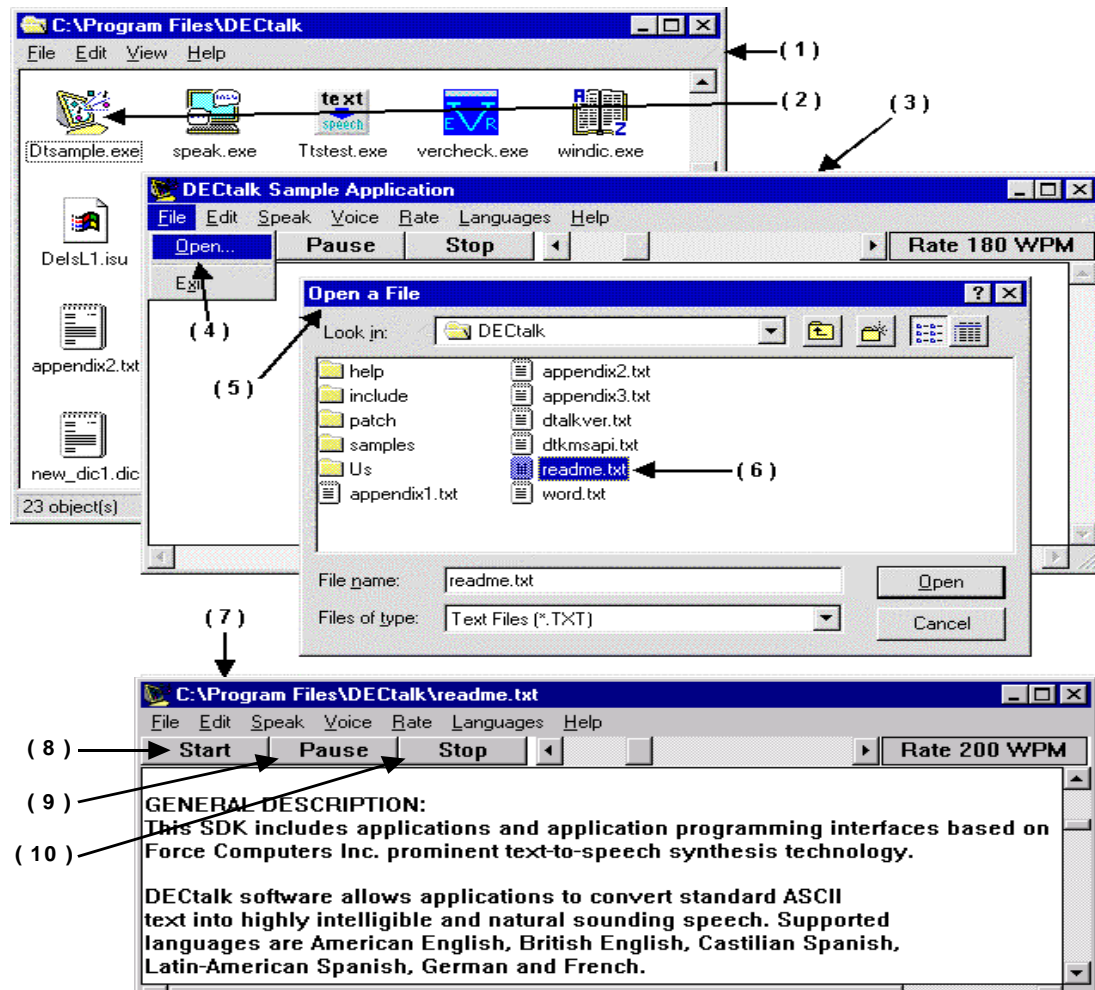 C:\Program Files\DECtalk
File Edit View Help
( 1 )
te xt
speech
E V R
A
Z
( 2 )
( 3 )
Dtsample.exe speak.exe Ttstest.exe vercheck.exe windic.exe
DECtalk Sample Application
File Edit Speak Voice Rate Languages Help
Open... Pause Stop Rate 180 WPM
Exit
DelsL1.isu
( 4 )
appendix2.txt
( 5 )
new_dic1.dic
23 object(s)
Open a File
Look in: DECtalk
help appendix2.txt
include appendix3.txt
patch dtalkver.txt
samples dtkmsapi.txt
Us readme.txt
( 6 )
appendix1.txt word.txt
File name: readme.txt Open
Files of type: Text Files (*.TXT) Cancel
( 7 )
C:\Program Files\DECtalk\readme.txt
File Edit Speak Voice Rate Languages Help
( 8 )
Start Pause Stop Rate 200 WPM
( 9 )
( 10 )
GENERAL DESCRIPTION:
This SDK includes applications and application programming interfaces based on
Force Computers Inc. prominent text-to-speech synthesis technology.
DECtalk software allows applications to convert standard ASCII
text into highly intelligible and natural sounding speech. Supported
languages are American English, British English, Castilian Spanish,
Latin-American Spanish, German and French.